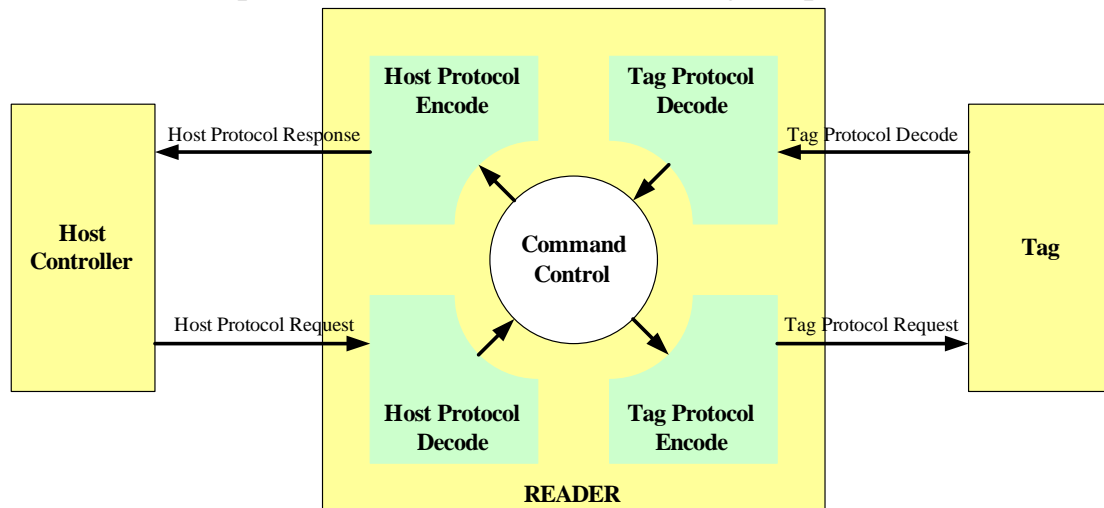 Host Protocol
Encode
Tag Protocol
Decode
Host Protocol Response
Tag Protocol Decode
Host
Controller
Command
Control
Tag
Host Protocol Request
Tag Protocol Request
Host Protocol
Decode
Tag Protocol
Encode
READER